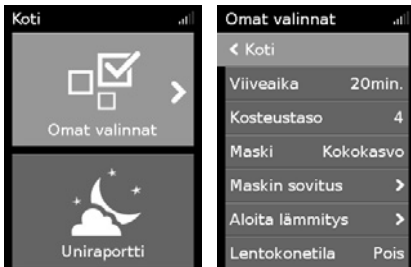 Koti
Omat valinnat
Uniraportti
Omat valinnat
Koti
Viiveaika 20min.
Kosteustaso 4
Maski Kokokasvo
Maskin sovitus
Aloita lämmitys
Lentokonetila Pois